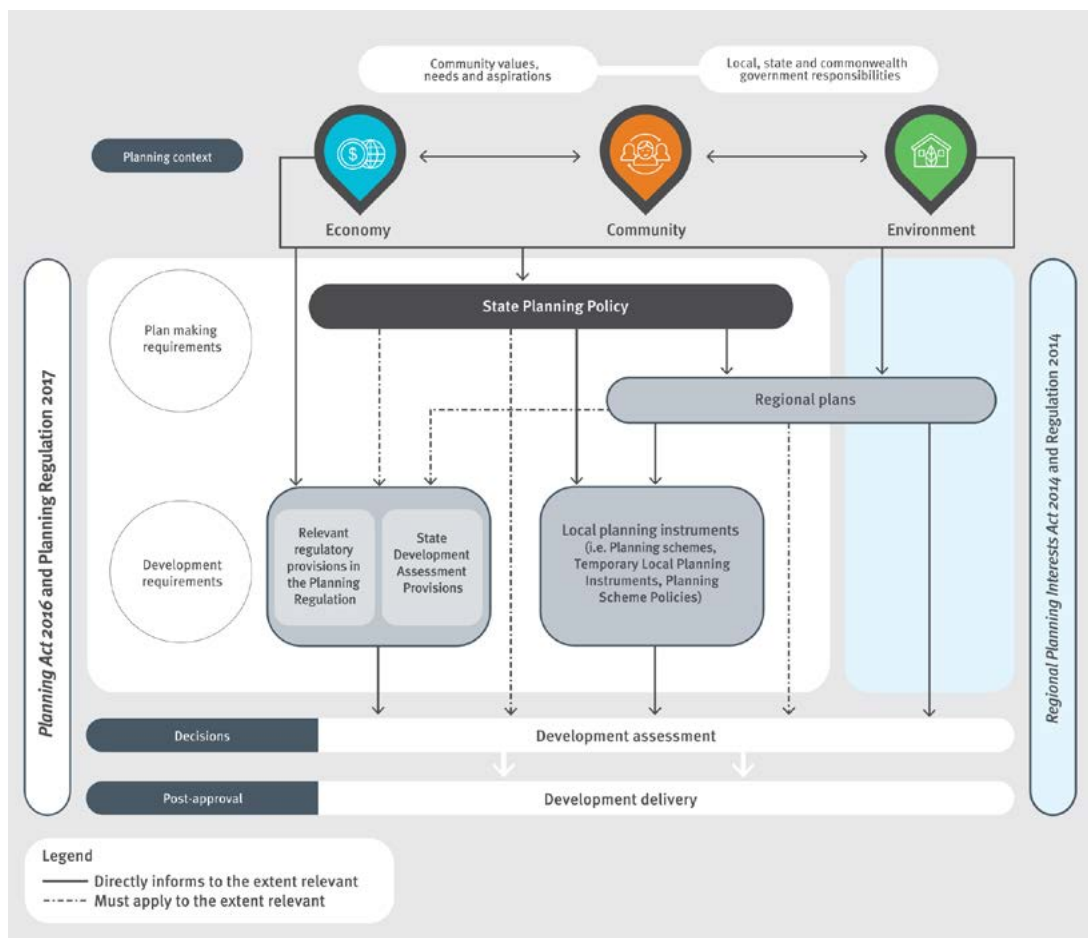 Community values,
needs and aspirations
Local, state and commonwealth
government responsibilities
Planning context
$
Economy
Community
Environment
Planning Act 2016 and Planning Regulation 2017
Plan making
requirements
State Planning Policy
Regional plans
Regional Planning Interests Act 2014 and Regulation 2014
Development
requirements
Relevant
regulatory
provisions in
the Planning
Regulation
State
Development
Assessment
Provisions
Local planning instruments
(i.e. Planning schemes,
Temporary Local Planning
Instruments, Planning
Scheme Policies)
Decisions
Development assessment
Post-approval
Development delivery
Legend
Directly informs to the extent relevant
Must apply to the extent relevant